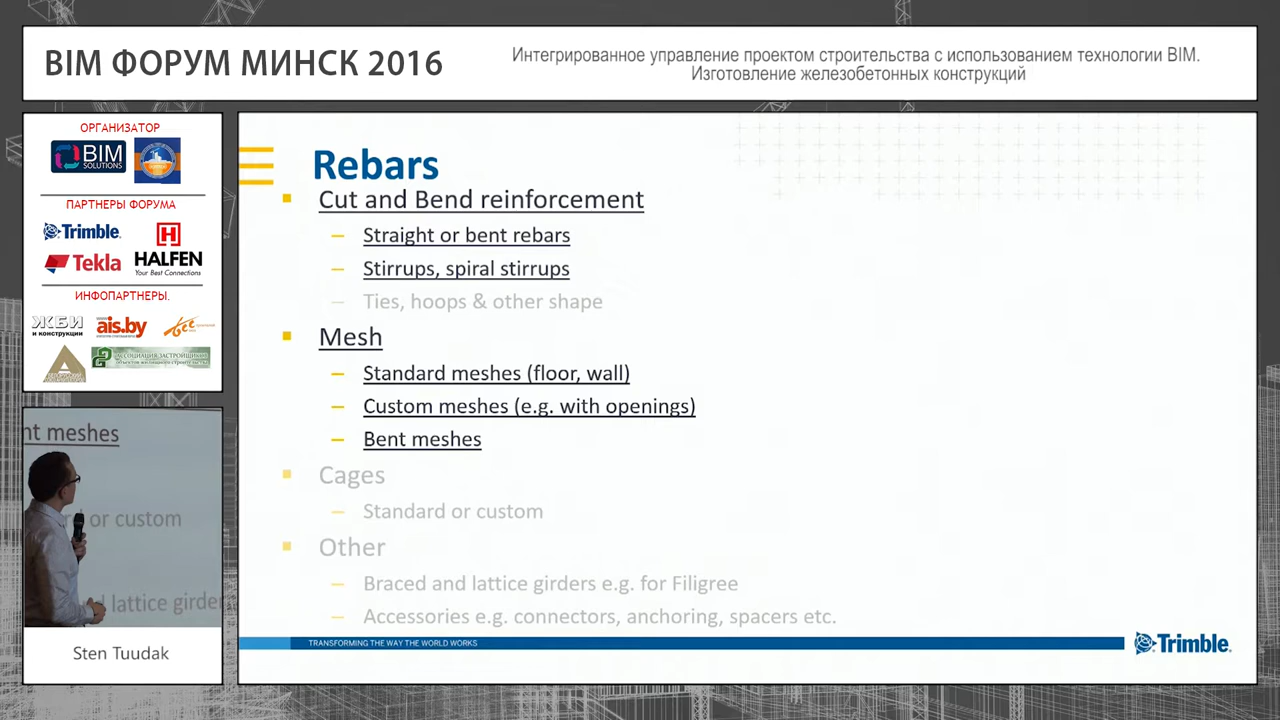 BIM ФОРУМ МИНСК 2016
Интегрированное управление проектом строительства с использованием технологии BIM.
Изготовление железобетонных конструкций
ОРГАНИЗАТОР
BIM
SOLUTIONS
ПАРТНЕРЫ ФОРУМА
Trimble.
HALFEN
Your Best Connections
Tekla
ИНФОПАРТНЕРЫ.
ЖБИ
и конструкции
ais.by
АССОЦИАЦИЯ ЗАСТРОЙЩИКОВ
nt meshes
d or custom
d lattice girder
Sten Tuudak
Rebars
Cut and Bend reinforcement
– Straight or bent rebars
– Stirrups, spiral stirrups
– Ties, hoops & other shape
Mesh
– Standard meshes (floor, wall)
– Custom meshes (e.g. with openings)
– Bent meshes
Cages
– Standard or custom
Other
– Braced and lattice girders e.g. for Filigree
– Accessories e.g. connectors, anchoring, spacers etc.
TRANSFORMING THE WAY THE WORLD WORKS
Trimble.